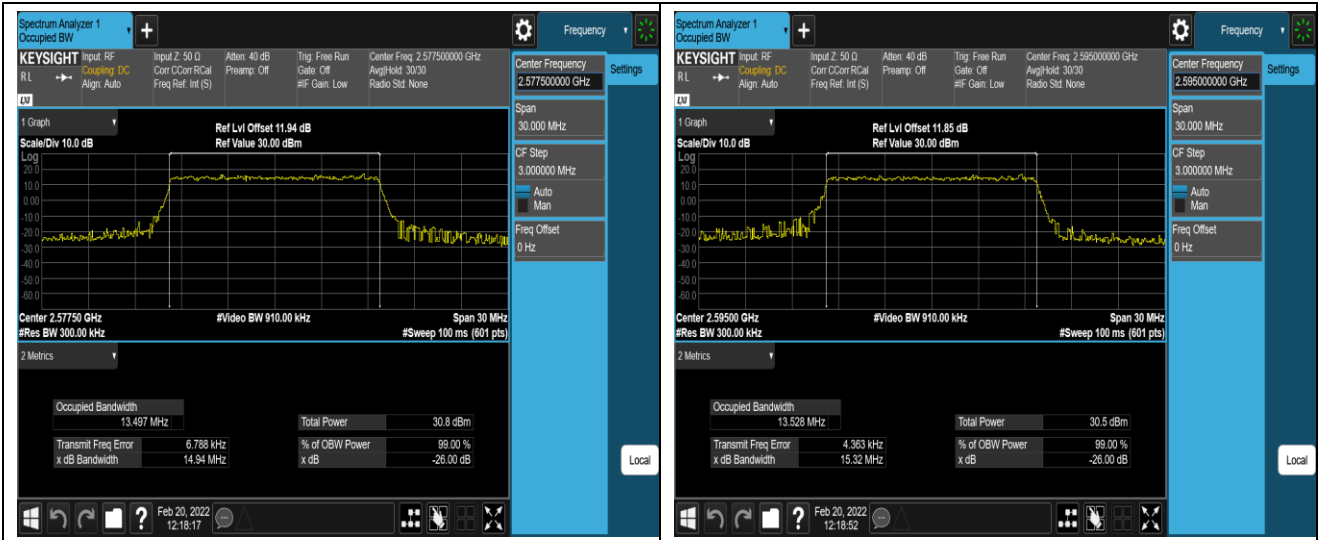 Spectrum Analyzer 1
Occupied BW
+
Frequency
KEYSIGHT
Input: RF
Input Z: 50 Ω
Atten: 40 dB
Trig: Free Run
Center Freq: 2.577500000 GHz
RL
Coupling: DC
Corr CCorr RCal
Preamp: Off
Gate: Off
Avg|Hold: 30/30
Align: Auto
Freq Ref: Int (S)
#IF Gain: Low
Radio Std: None
LXI
Center Frequency
2.577500000 GHz
Settings
Span
30.000 MHz
CF Step
3.000000 MHz
Auto
Man
Freq Offset
0 Hz
Local
1 Graph
Ref Lvl Offset 11.94 dB
Scale/Div 10.0 dB
Ref Value 30.00 dBm
Log
20.0
10.0
0.00
-10.0
-20.0
-30.0
-40.0
-50.0
-60.0
Center 2.57750 GHz
#Video BW 910.00 kHz
Span 30 MHz
#Res BW 300.00 kHz
#Sweep 100 ms (601 pts)
2 Metrics
Occupied Bandwidth
13.497 MHz
Total Power 30.8 dBm
Transmit Freq Error 6.788 kHz
% of OBW Power 99.00 %
x dB Bandwidth 14.94 MHz
x dB -26.00 dB
?
Feb 20, 2022
12:18:17
Spectrum Analyzer 1
Occupied BW
+
Frequency
KEYSIGHT
Input: RF
Input Z: 50 Ω
Atten: 40 dB
Trig: Free Run
Center Freq: 2.595000000 GHz
RL
Coupling: DC
Corr CCorr RCal
Preamp: Off
Gate: Off
Avg|Hold: 30/30
Align: Auto
Freq Ref: Int (S)
#IF Gain: Low
Radio Std: None
LXI
Center Frequency
2.595000000 GHz
Settings
Span
30.000 MHz
CF Step
3.000000 MHz
Auto
Man
Freq Offset
0 Hz
Local
1 Graph
Ref Lvl Offset 11.85 dB
Scale/Div 10.0 dB
Ref Value 30.00 dBm
Log
20.0
10.0
0.00
-10.0
-20.0
-30.0
-40.0
-50.0
-60.0
Center 2.59500 GHz
#Video BW 910.00 kHz
Span 30 MHz
#Res BW 300.00 kHz
#Sweep 100 ms (601 pts)
2 Metrics
Occupied Bandwidth
13.528 MHz
Total Power 30.5 dBm
Transmit Freq Error 4.363 kHz
% of OBW Power 99.00 %
x dB Bandwidth 15.32 MHz
x dB -26.00 dB
?
Feb 20, 2022
12:18:52